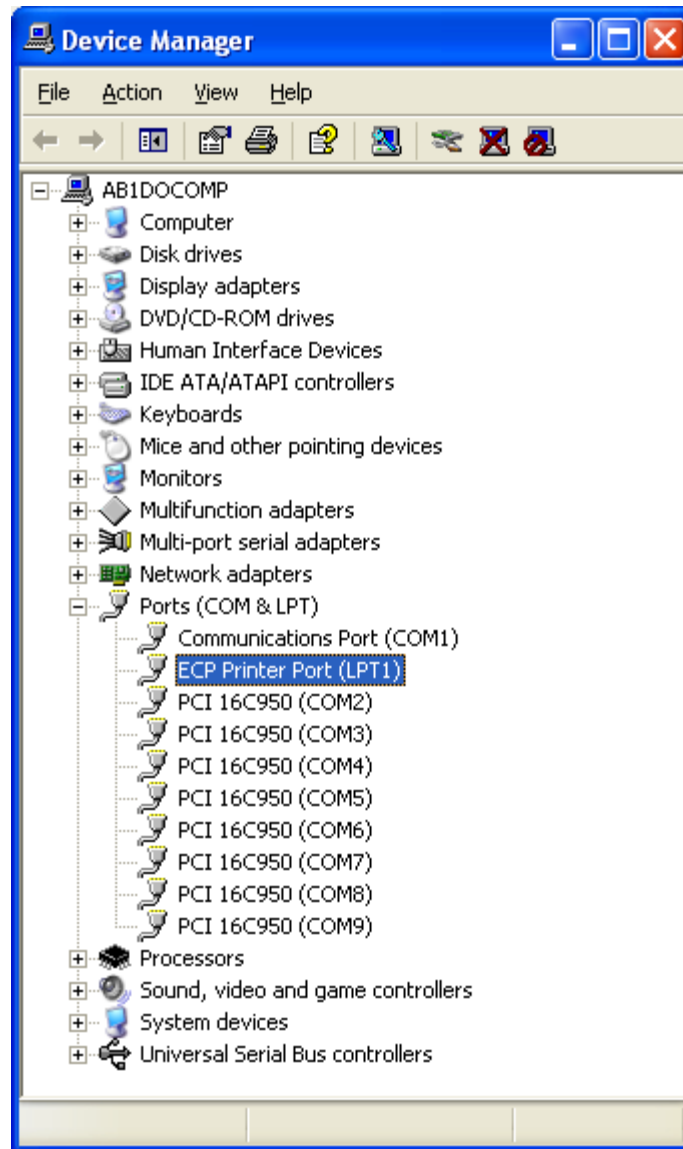 Device Manager
File Action View Help
AB1DOCOMP
Computer
Disk drives
Display adapters
DVD/CD-ROM drives
Human Interface Devices
IDE ATA/ATAPI controllers
Keyboards
Mice and other pointing devices
Monitors
Multifunction adapters
Multi-port serial adapters
Network adapters
Ports (COM & LPT)
Communications Port (COM1)
ECP Printer Port (LPT1)
PCI 16C950 (COM2)
PCI 16C950 (COM3)
PCI 16C950 (COM4)
PCI 16C950 (COM5)
PCI 16C950 (COM6)
PCI 16C950 (COM7)
PCI 16C950 (COM8)
PCI 16C950 (COM9)
Processors
Sound, video and game controllers
System devices
Universal Serial Bus controllers